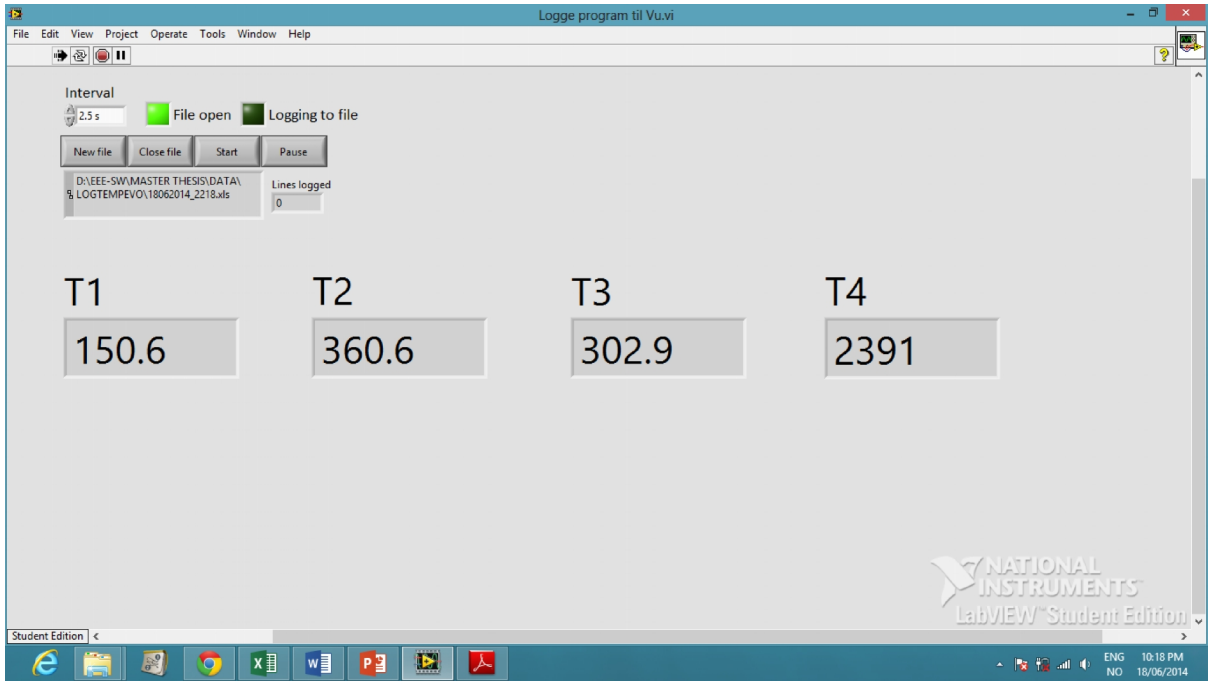 Logge program til Vu.vi
File Edit View Project Operate Tools Window Help
Interval
2.5 s
File open
Logging to file
New file
Close file
Start
Pause
D:\EEE-SW\MASTER THESIS\DATA\
LOGTEMPEVO\18062014_2218.xls
Lines logged
0
T1
T2
T3
T4
150.6
360.6
302.9
2391
NATIONAL
INSTRUMENTS
LabVIEW™ Student Edition
Student Edition
ENG
NO
10:18 PM
18/06/2014